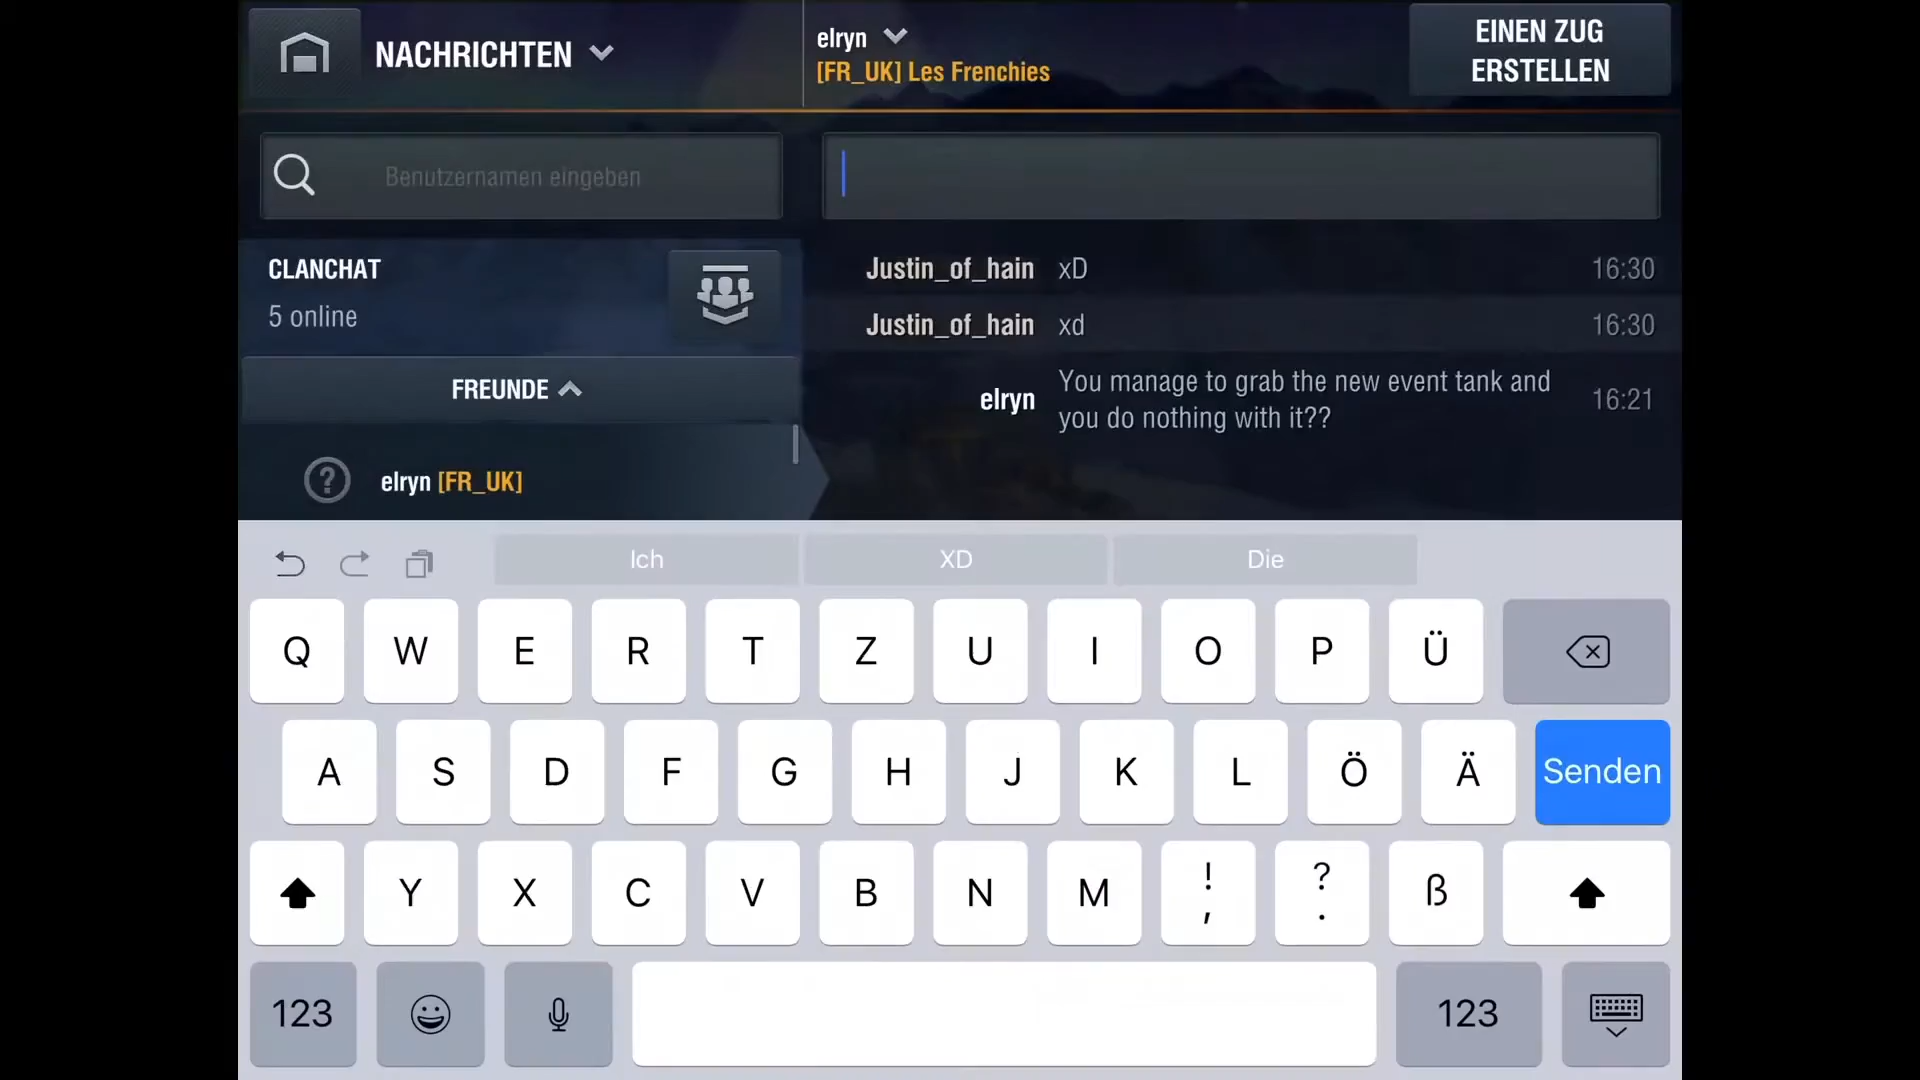 NACHRICHTEN
elryn
[FR_UK] Les Frenchies
EINEN ZUG
ERSTELLEN
Benutzernamen eingeben
CLANCHAT
5 online
FREUNDE
elryn [FR_UK]
Justin_of_hain xD 16:30
Justin_of_hain xd 16:30
elryn You manage to grab the new event tank and
you do nothing with it?? 16:21
Ich XD Die
Q W E R T Z U I O P Ü
A S D F G H J K L Ö Ä Senden
Y X C V B N M ! , ? . ß
123 123